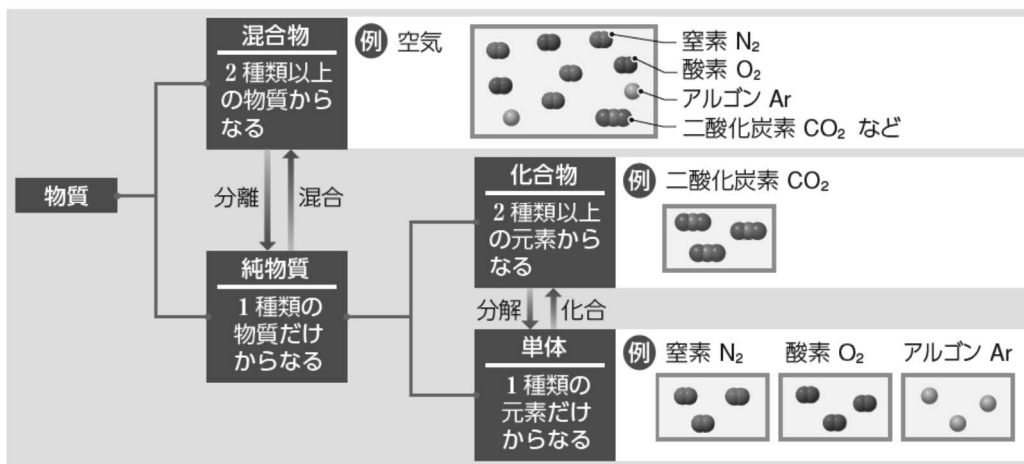 混合物
2種類以上
の物質から
なる
例 空気
窒素 N₂
酸素 O₂
アルゴン Ar
二酸化炭素 CO₂ など
物質
分離
混合
純物質
1種類の
物質だけ
からなる
化合物
2種類以上
の元素から
なる
例 二酸化炭素 CO₂
分解
化合
単体
1種類の
元素だけ
からなる
例 窒素 N₂
酸素 O₂
アルゴン Ar